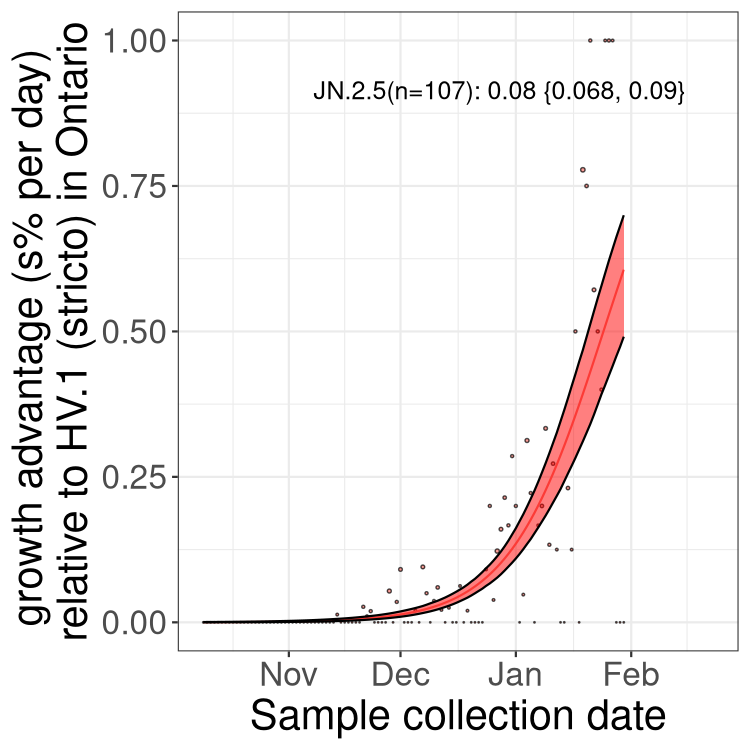 growth advantage (s% per day)
relative to HV.1 (stricto) in Ontario
1.00
0.75
0.50
0.25
0.00
JN.2.5(n=107): 0.08 {0.068, 0.09}
Nov Dec Jan Feb
Sample collection date